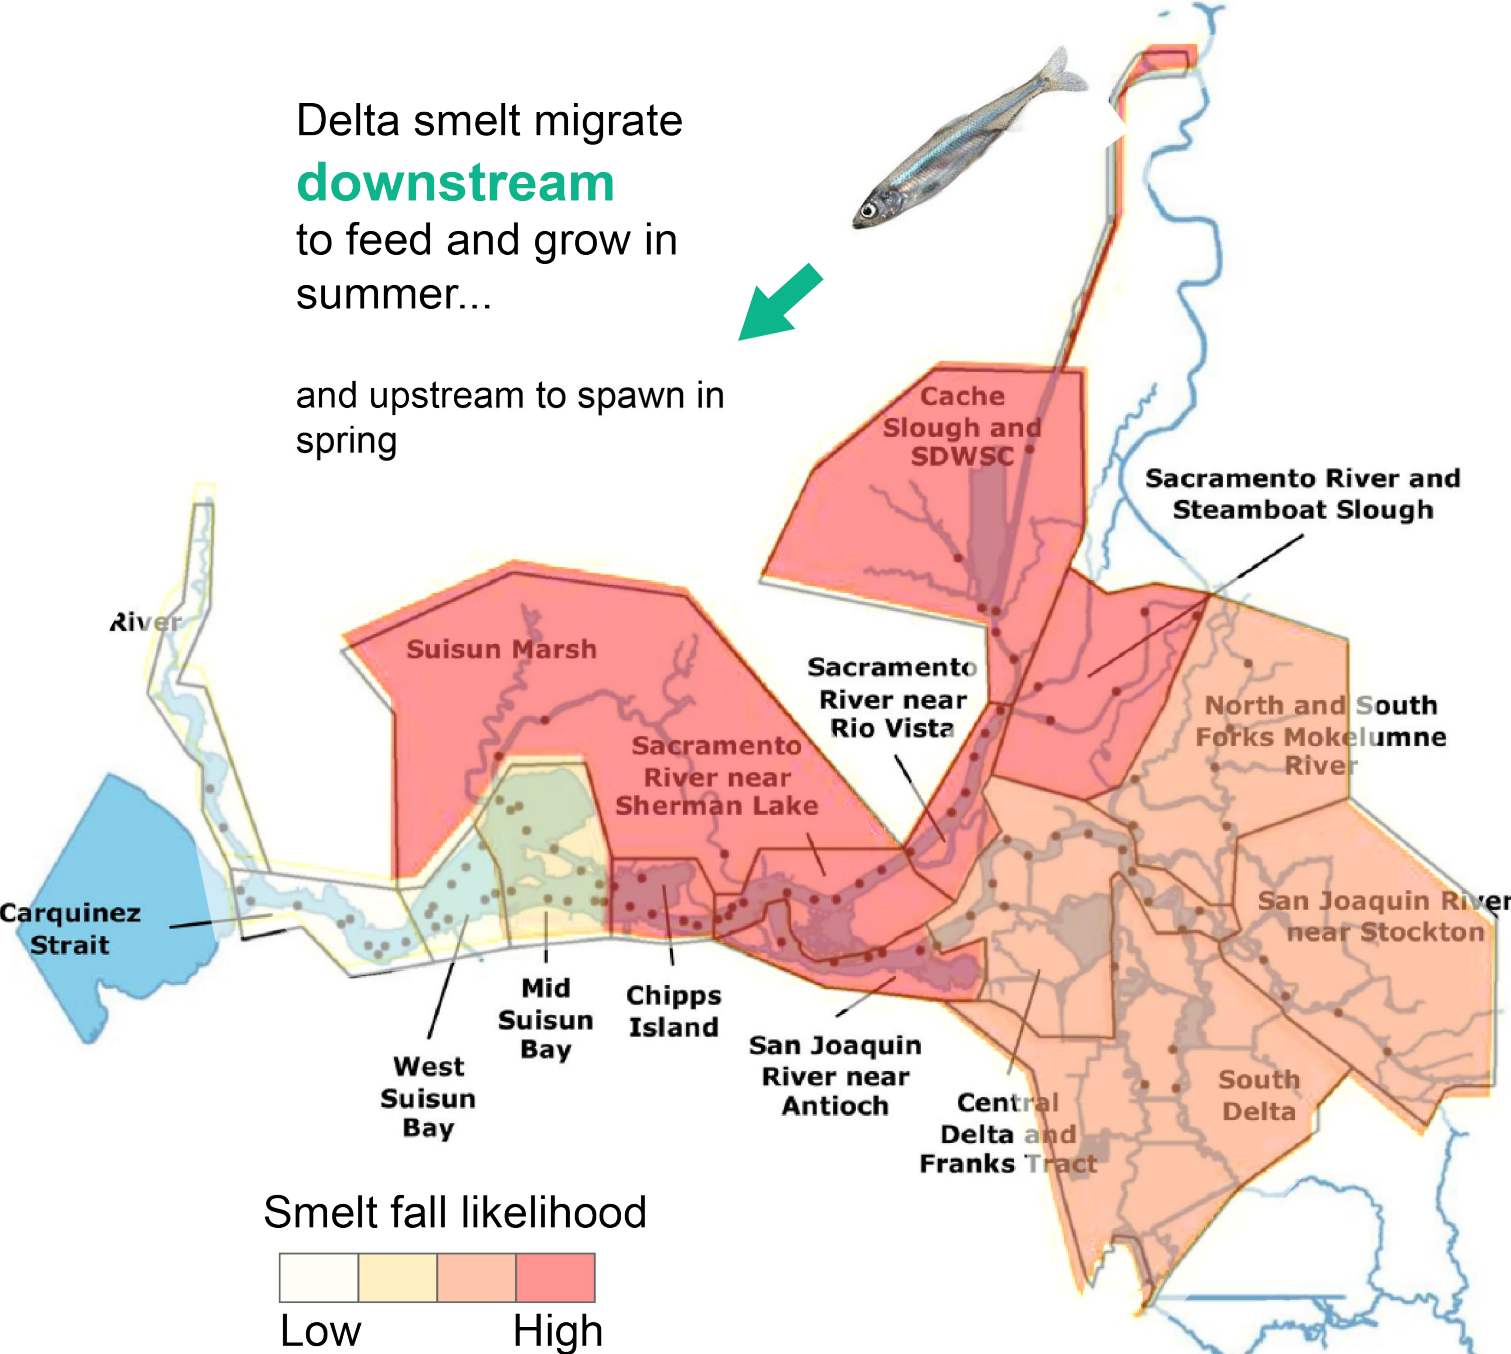 Delta smelt migrate
downstream
to feed and grow in
summer...
and upstream to spawn in
spring
Cache
Slough and
SDWSC
Sacramento River and
Steamboat Slough
River
Suisun Marsh
Sacramento
River near
Rio Vista
North and South
Forks Mokelumne
River
Sacramento
River near
Sherman Lake
Carquinez
Strait
San Joaquin River
near Stockton
Mid
Suisun
Bay
Chipps
Island
West
Suisun
Bay
San Joaquin
River near
Antioch
Central
Delta and
Franks Tract
South
Delta
Smelt fall likelihood
Low High